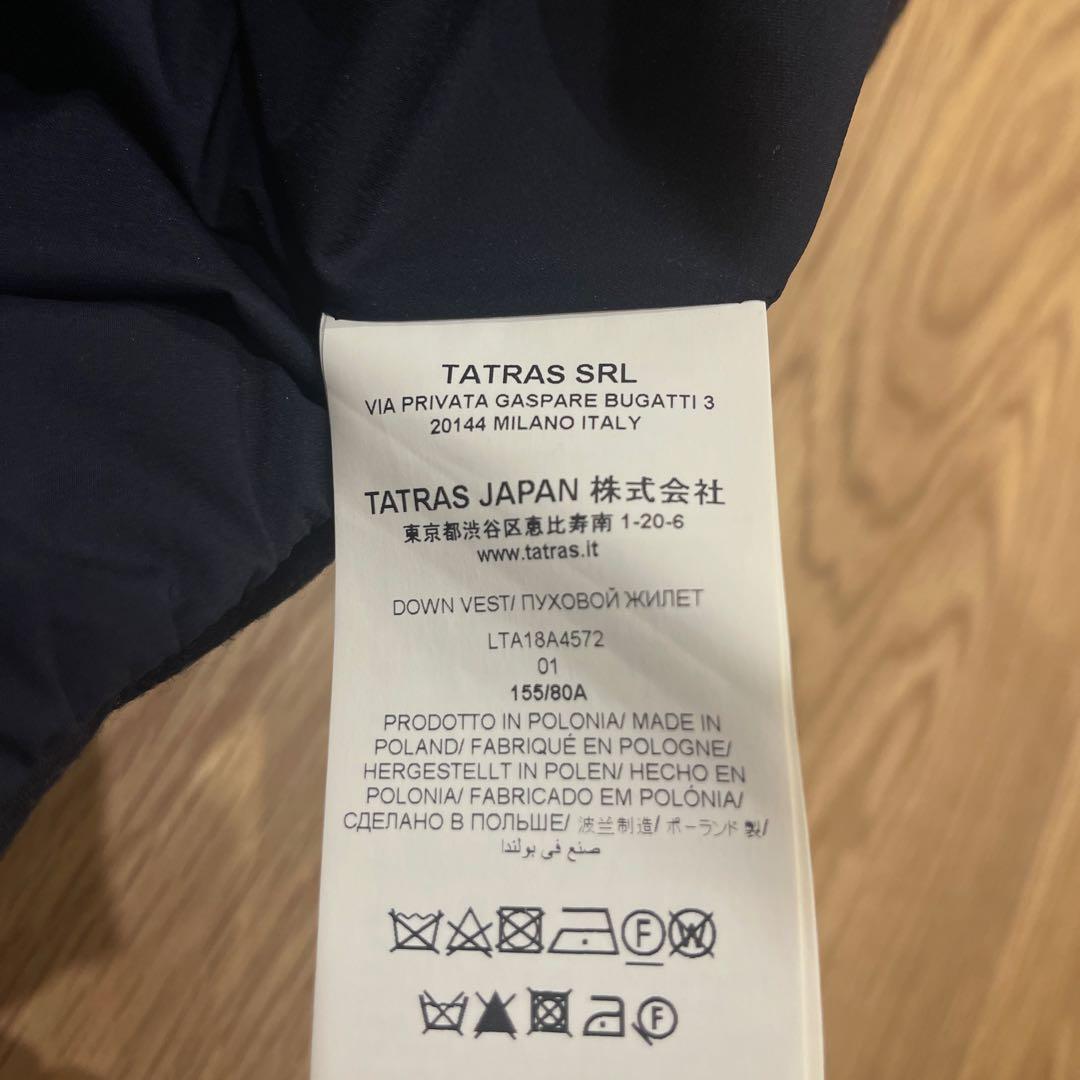 TATRAS SRL
VIA PRIVATA GASPARE BUGATTI 3
20144 MILANO ITALY
TATRAS JAPAN 株式会社
東京都渋谷区恵比寿南 1-20-6
www.tatras.it
DOWN VEST/ ПУХОВОЙ ЖИЛЕТ
LTA18A4572
01
155/80A
PRODOTTO IN POLONIA/ MADE IN
POLAND/ FABRIQUÉ EN POLOGNE/
HERGESTELLT IN POLEN/ HECHO EN
POLONIA/ FABRICADO EM POLÓNIA/
СДЕЛАНО В ПОЛЬШЕ/ 波兰制造/ ポーランド製/
صنع في بولندا
F W
F